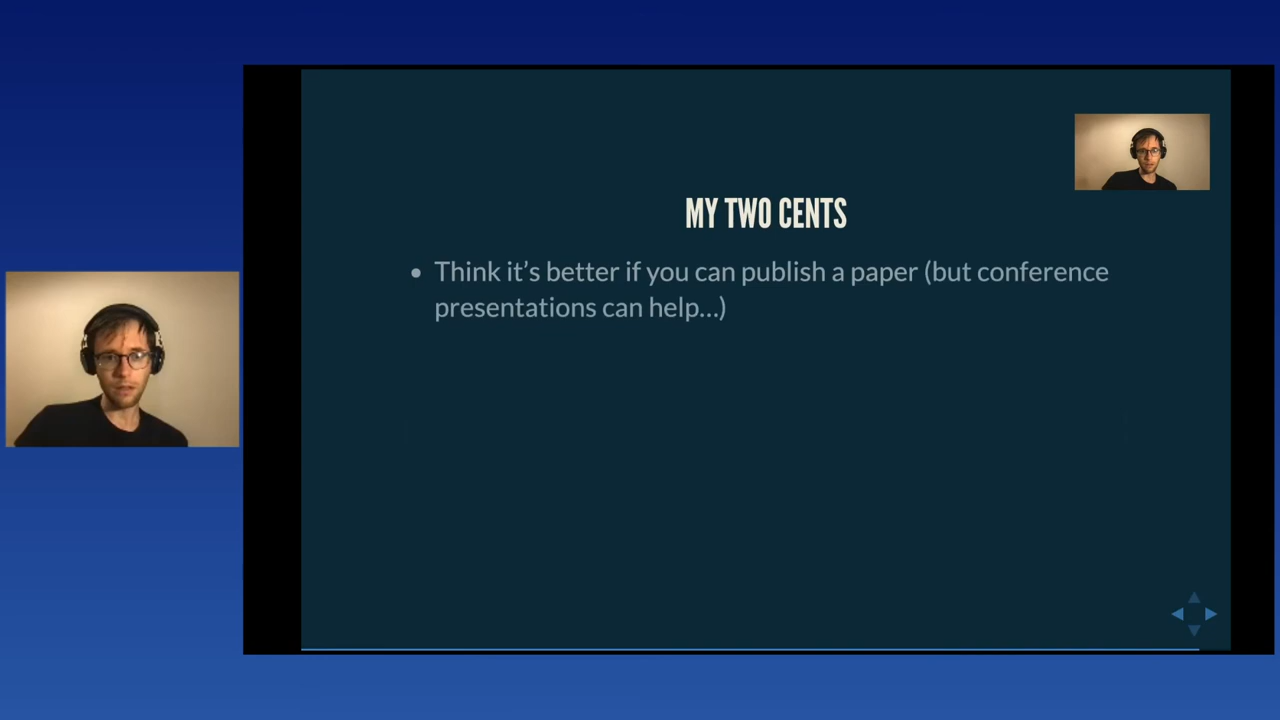 MY TWO CENTS
• Think it's better if you can publish a paper (but conference
presentations can help...)